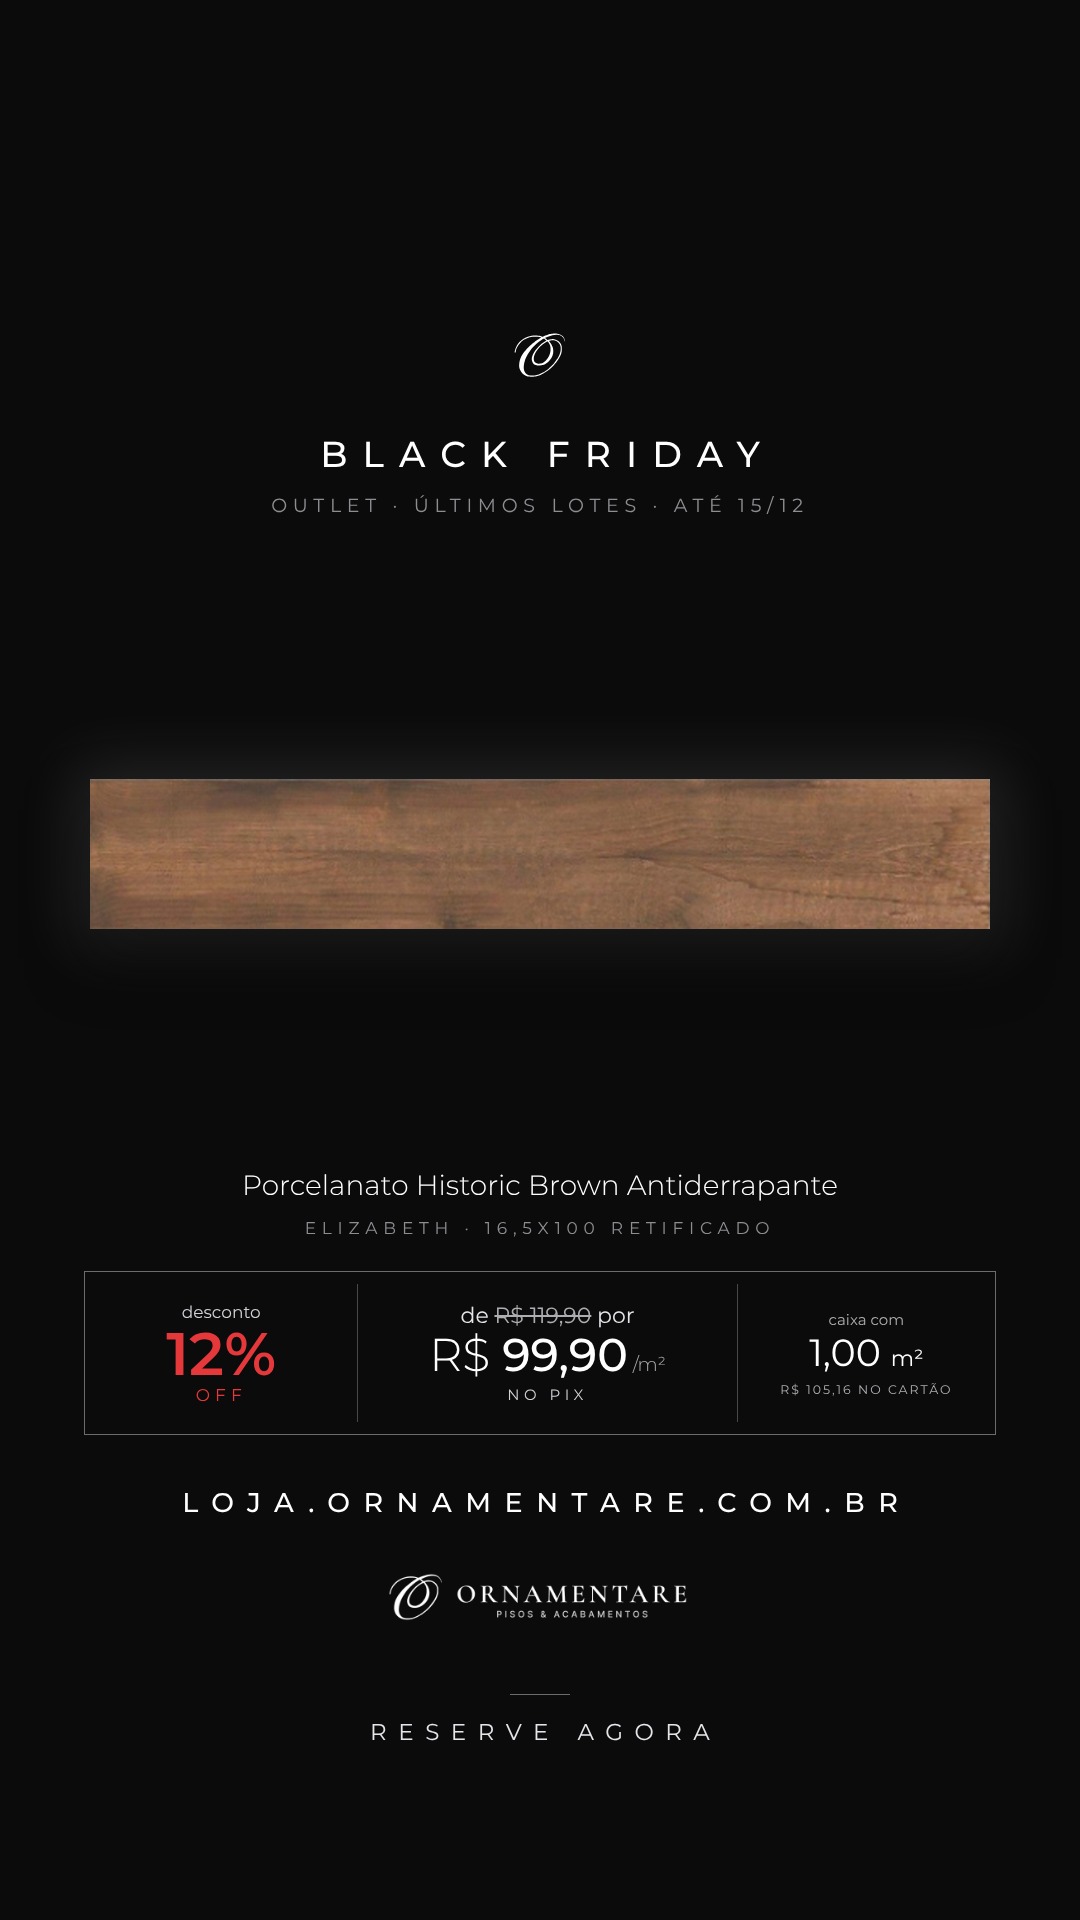 O
BLACK FRIDAY
OUTLET · ÚLTIMOS LOTES · ATÉ 15/12
Porcelanato Historic Brown Antiderrapante
ELIZABETH · 16,5X100 RETIFICADO
desconto
12%
OFF
de R$ 119,90 por
R$ 99,90 /m²
NO PIX
caixa com
1,00 m²
R$ 105,16 NO CARTÃO
LOJA.ORNAMENTARE.COM.BR
O ORNAMENTARE
PISOS & ACABAMENTOS
RESERVE AGORA